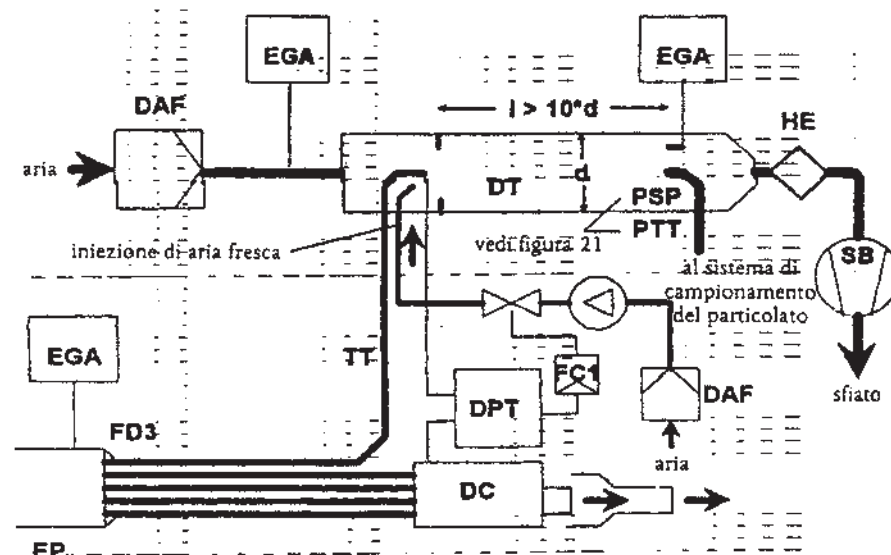 EGA
EGA
DAF
l > 10*d
HE
aria
d
DT
PSP
PTT
iniezione di aria fresca
vedi figura 21
SB
al sistema di
campionamento
del particolato
EGA
TT
FC1
DPT
DAF
sfiato
FD3
aria
DC
EP